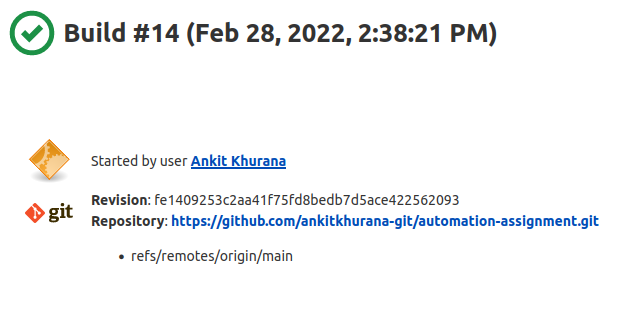 Build #14 (Feb 28, 2022, 2:38:21 PM)
Started by user Ankit Khurana
git
Revision: fe1409253c2aa41f75fd8bedb7d5ace422562093
Repository: https://github.com/ankitkhurana-git/automation-assignment.git
• refs/remotes/origin/main